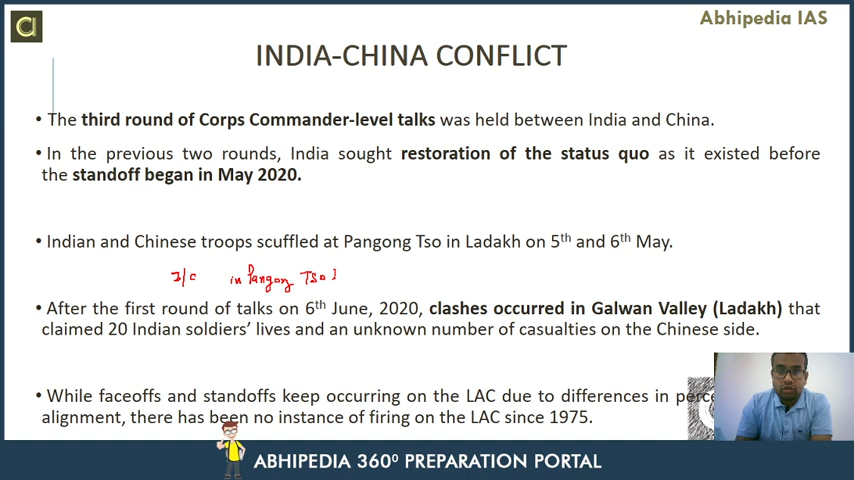 Abhipedia IAS
INDIA-CHINA CONFLICT
• The third round of Corps Commander-level talks was held between India and China.
• In the previous two rounds, India sought restoration of the status quo as it existed before
the standoff began in May 2020.
• Indian and Chinese troops scuffled at Pangong Tso in Ladakh on 5th and 6th May.
in Pangong TSO
• After the first round of talks on 6th June, 2020, clashes occurred in Galwan Valley (Ladakh) that
claimed 20 Indian soldiers' lives and an unknown number of casualties on the Chinese side.
• While faceoffs and standoffs keep occurring on the LAC due to differences in
alignment, there has been no instance of firing on the LAC since 1975.
ABHIPEDIA 360⁰ PREPARATION PORTAL